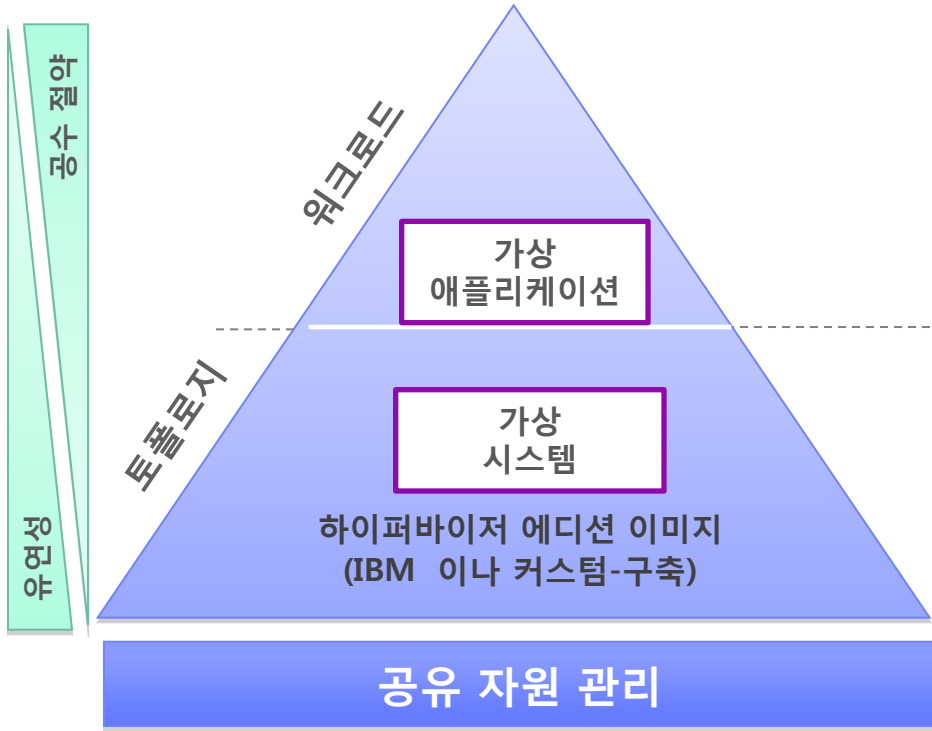 공수 절약
유연성
워크로드
토폴로지
가상
애플리케이션
가상
시스템
하이퍼바이저 에디션 이미지
(IBM 이나 커스텀-구축)
공유 자원 관리